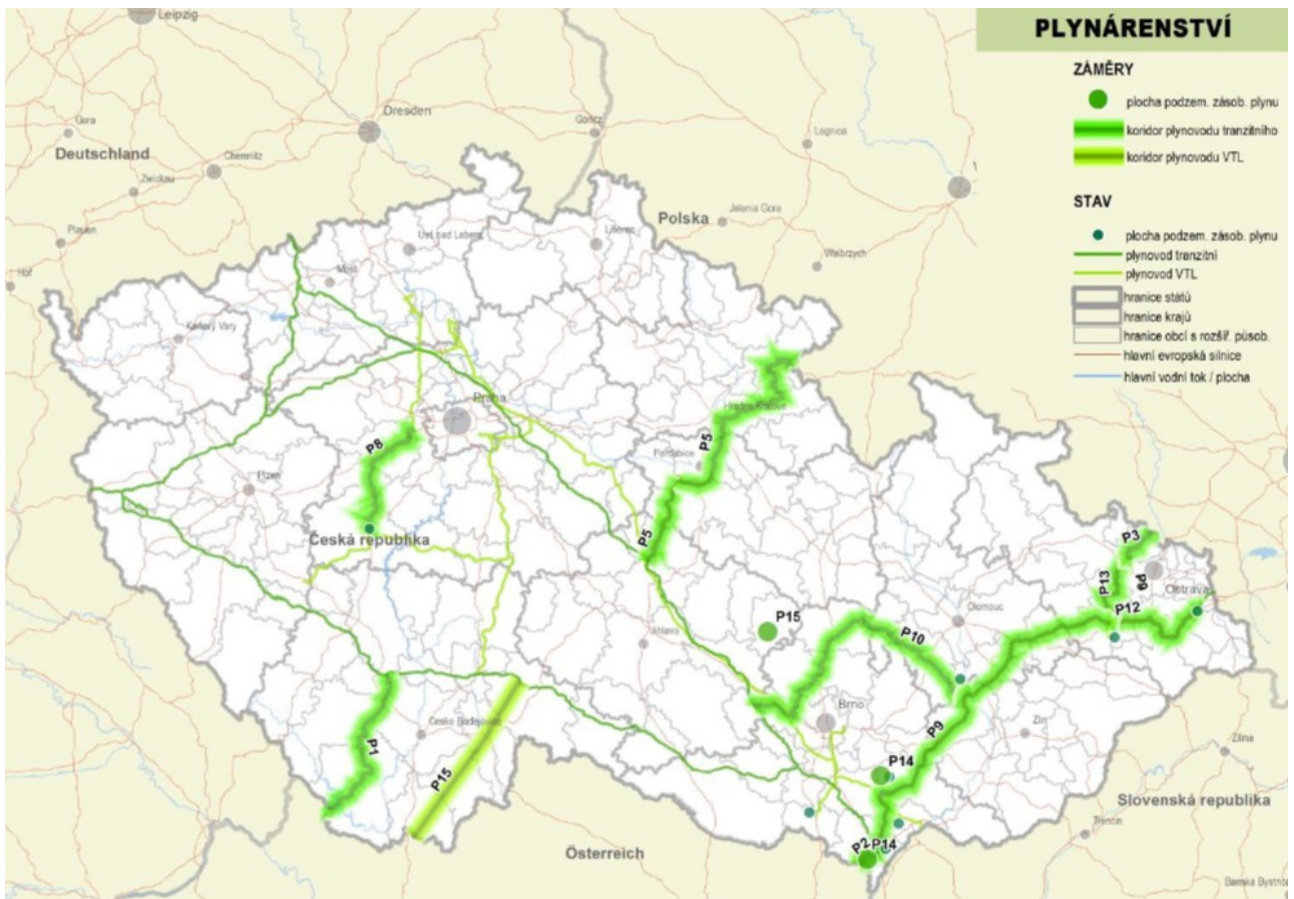 PLYNÁRENSTVÍ
ZÁMĚRY
plocha podzem. zásob. plynu
koridor plynovodu tranzitního
koridor plynovodu VTL
STAV
plocha podzem. zásob. plynu
plynovod tranzitní
plynovod VTL
hranice států
hranice krajů
hranice obcí s rozšíř. působ.
hlavní evropská silnice
hlavní vodní tok / plocha
Leipzig
Dresden
Gera
Görlitz
Legnica
Deutschland
Chemnitz
Zwickau
Jelenia Gora
Polska
Plauen
Ústí nad Labem
Liberec
Walbrzych
Hof
Most
Karlovy Vary
Praha
Hradec Králové
P8
P5
Pardubice
Plzeň
Česká republika
P5
P3
P13
P9
Ostrava
P12
P15
Olomouc
P10
Jihlava
Brno
Zlín
P9
České Budějovice
P1
P15
P14
Žilina
Slovenská republika
Trenčín
P2
P14
Österreich
Banska Bystrica